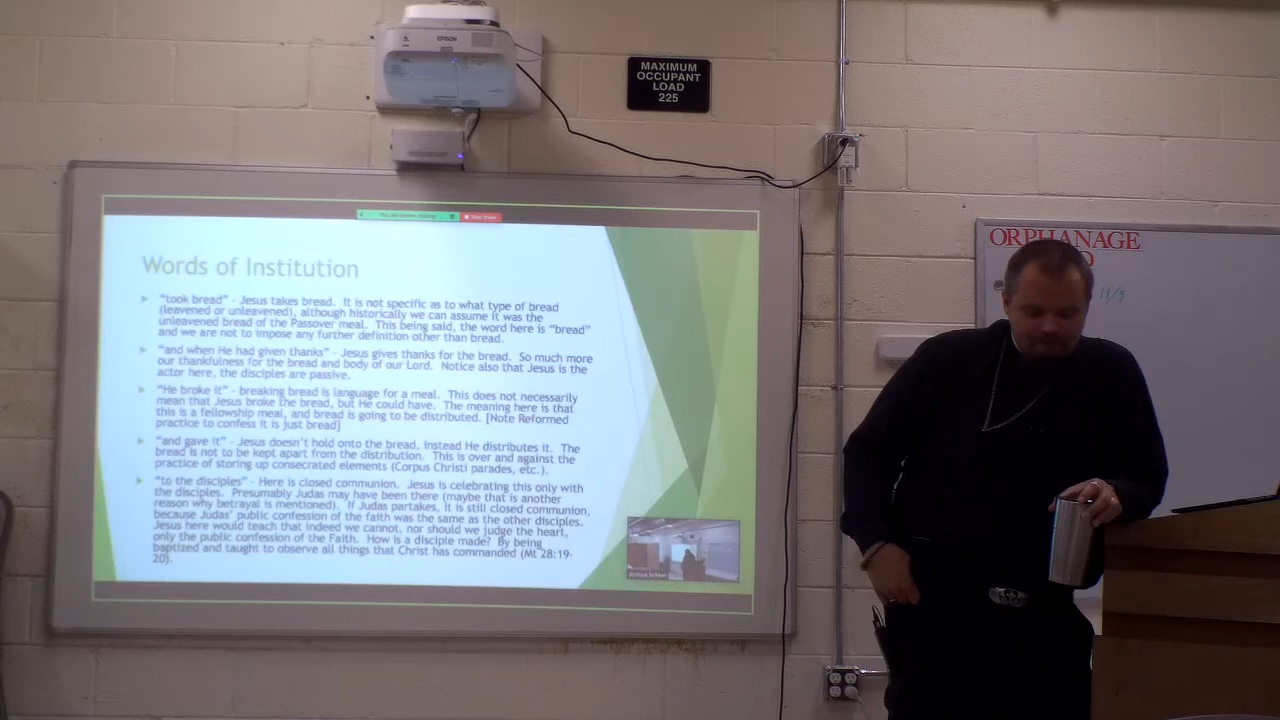 EPSON
MAXIMUM
OCCUPANT
LOAD
225
You are screen sharing
Stop Share
Words of Institution
"took bread" - Jesus takes bread. It is not specific as to what type of bread
(leavened or unleavened), although historically we can assume it was the
unleavened bread of the Passover meal. This being said, the word here is "bread"
and we are not to impose any further definition other than bread.
"and when He had given thanks" - Jesus gives thanks for the bread. So much more
our thankfulness for the bread and body of our Lord. Notice also that Jesus is the
actor here, the disciples are passive.
"He broke it" - breaking bread is language for a meal. This does not necessarily
mean that Jesus broke the bread, but He could have. The meaning here is that
this is a fellowship meal, and bread is going to be distributed. [Note Reformed
practice to confess it is just bread]
"and gave it" - Jesus doesn't hold onto the bread, instead He distributes it. The
bread is not to be kept apart from the distribution. This is over and against the
practice of storing up consecrated elements (Corpus Christi parades, etc.).
"to the disciples" - Here is closed communion. Jesus is celebrating this only with
the disciples. Presumably Judas may have been there (maybe that is another
reason why betrayal is mentioned). If Judas partakes, it is still closed communion,
because Judas' public confession of the faith was the same as the other disciples.
Jesus here would teach that indeed we cannot, nor should we judge the heart,
only the public confession of the Faith. How is a disciple made? By being
baptized and taught to observe all things that Christ has commanded (Mt 28:19-
20).
ORPHANAGE
11/9